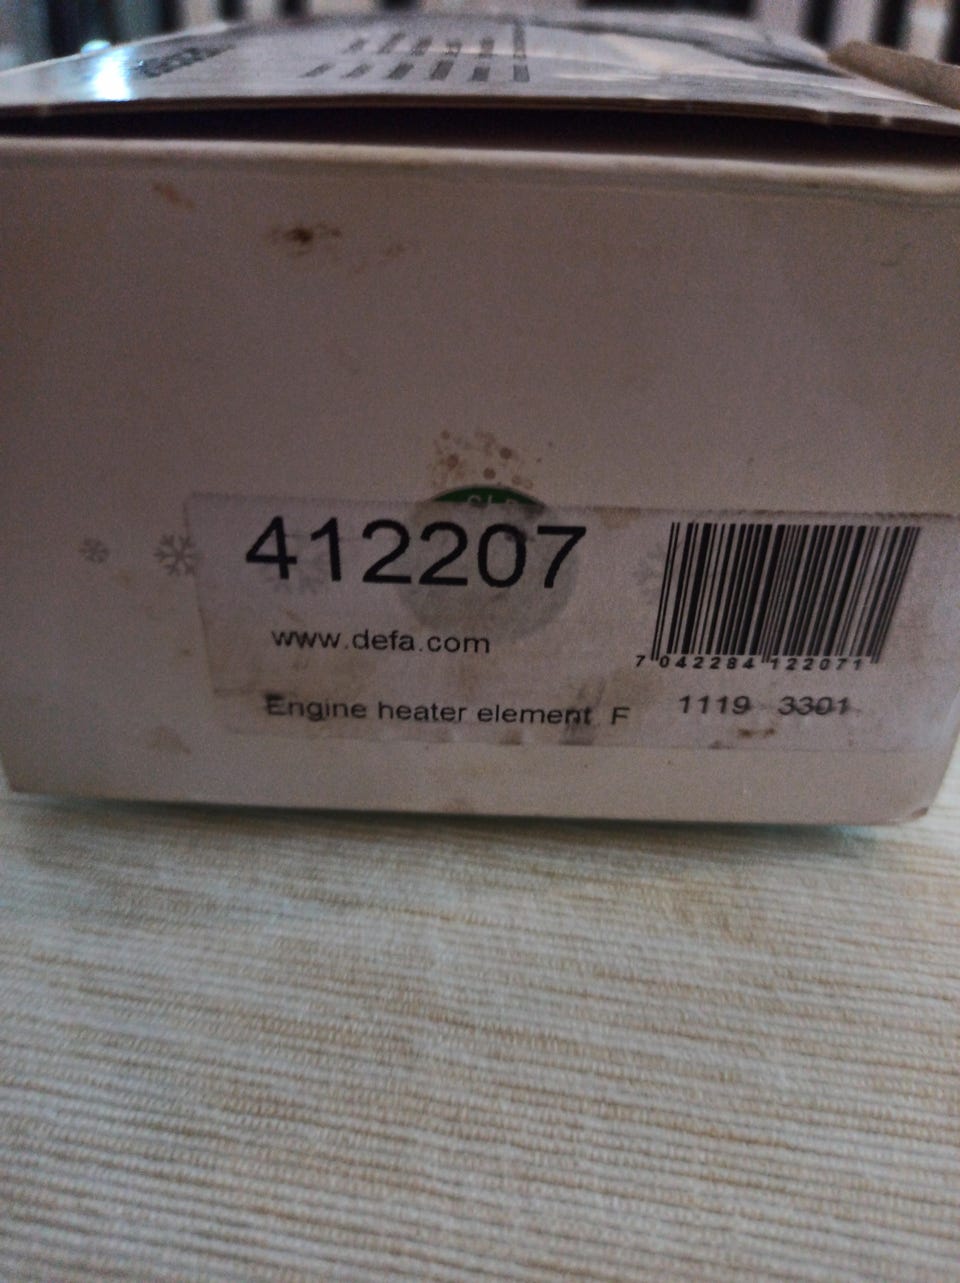 412207
www.defa.com
7 042284 122071
Engine heater element F 1119 3301